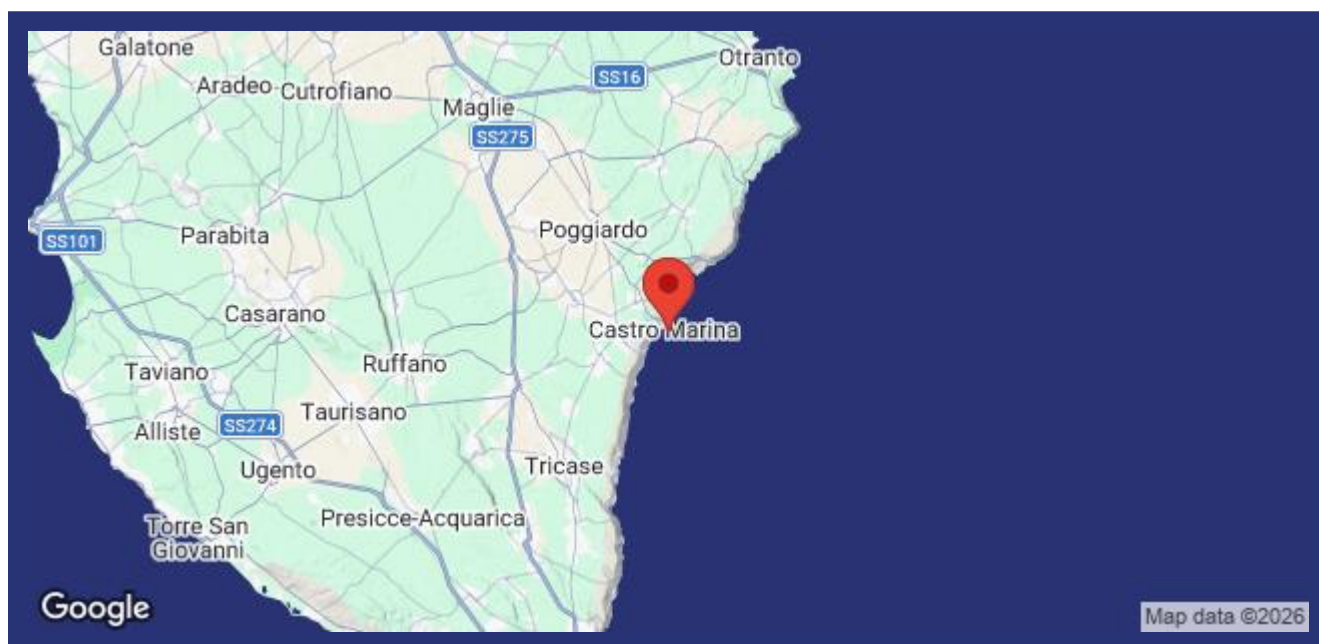 Galatone
Otranto
SS16
Aradeo
Cutrofiano
Maglie
SS275
Poggiardo
Parabita
SS101
Casarano
Castro Marina
Ruffano
Taviano
Taurisano
SS274
Alliste
Ugento
Tricase
Presicce-Acquarica
Torre San
Giovanni
Google
Map data ©2026